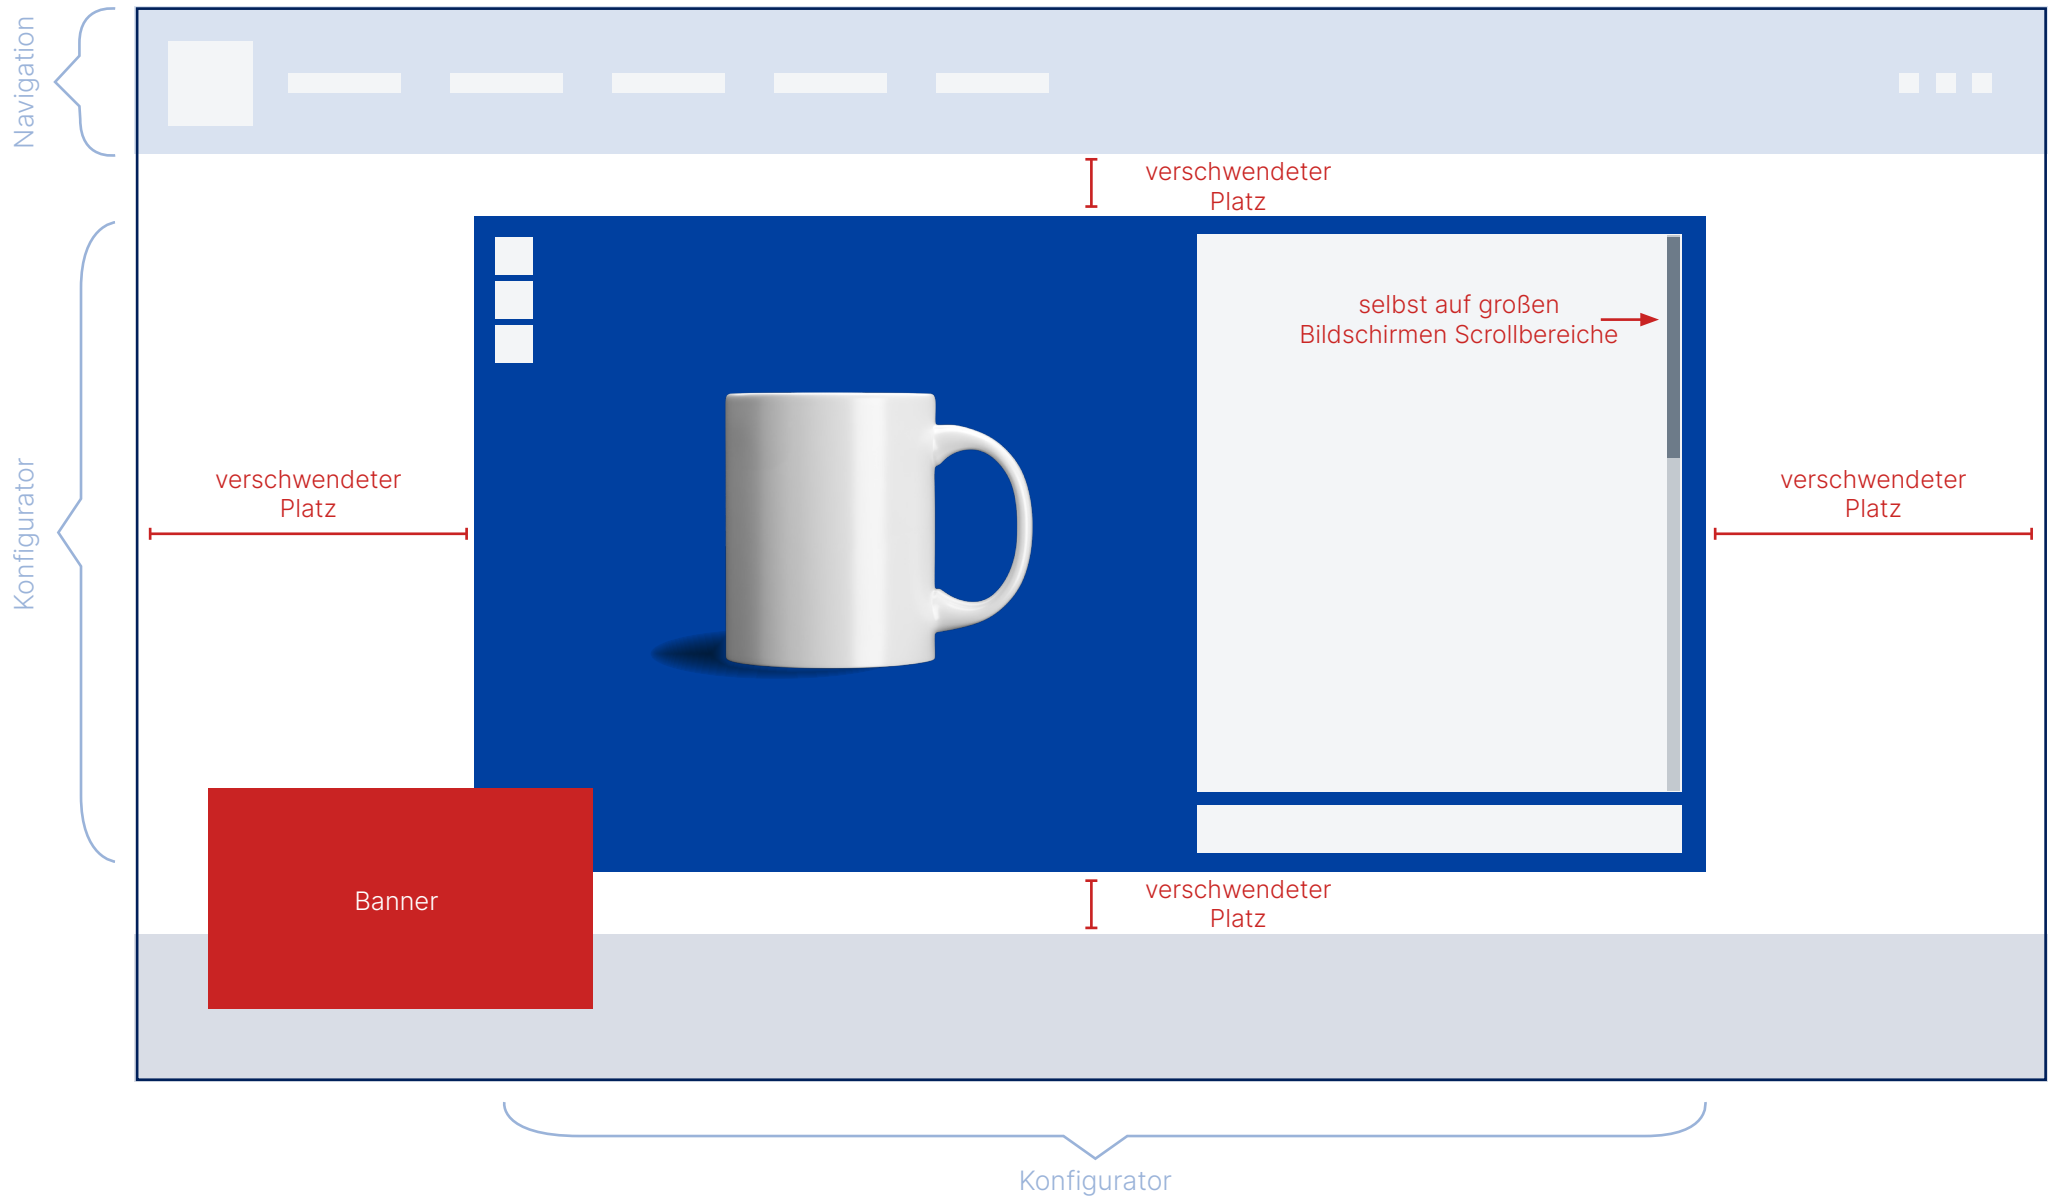 Navigation
verschwendeter
Platz
selbst auf großen
Bildschirmen Scrollbereiche
Konfigurator
verschwendeter
Platz
verschwendeter
Platz
Banner
verschwendeter
Platz
Konfigurator